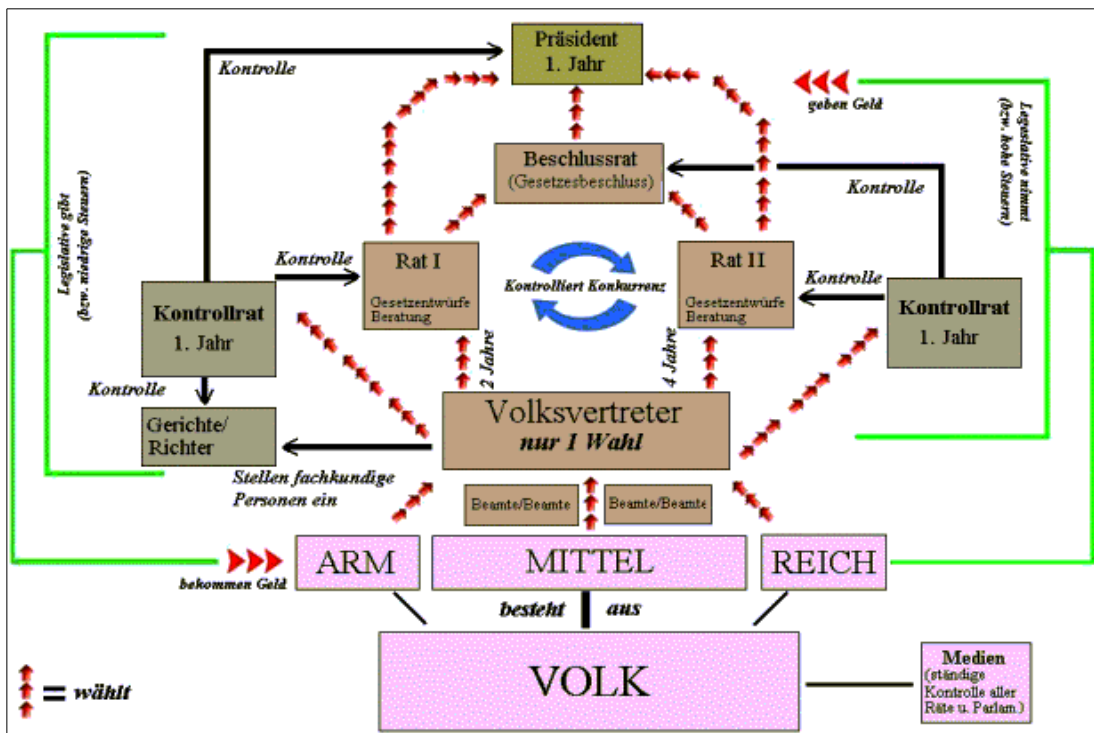 Präsident
1. Jahr
Kontrolle
geben Geld
Legeslative nimmt
(bzw. hohe Steuern)
Legislative gibt
(bzw. niedrige Steuern)
Beschlussrat
(Gesetzesbeschluss)
Kontrolle
Kontrolle
Rat I
Gesetzentwürfe
Beratung
Kontrolliert Konkurrenz
Rat II
Gesetzentwürfe
Beratung
Kontrolle
Kontrollrat
1. Jahr
Kontrollrat
1. Jahr
2 Jahre
4 Jahre
Kontrolle
Gerichte/
Richter
Volksvertreter
nur 1 Wahl
Stellen fachkundige
Personen ein
Beamte/Beamte
Beamte/Beamte
ARM
MITTEL
REICH
bekommen Geld
besteht aus
VOLK
Medien
(ständige
Kontrolle aller
Räte u. Parlam.)
= wählt